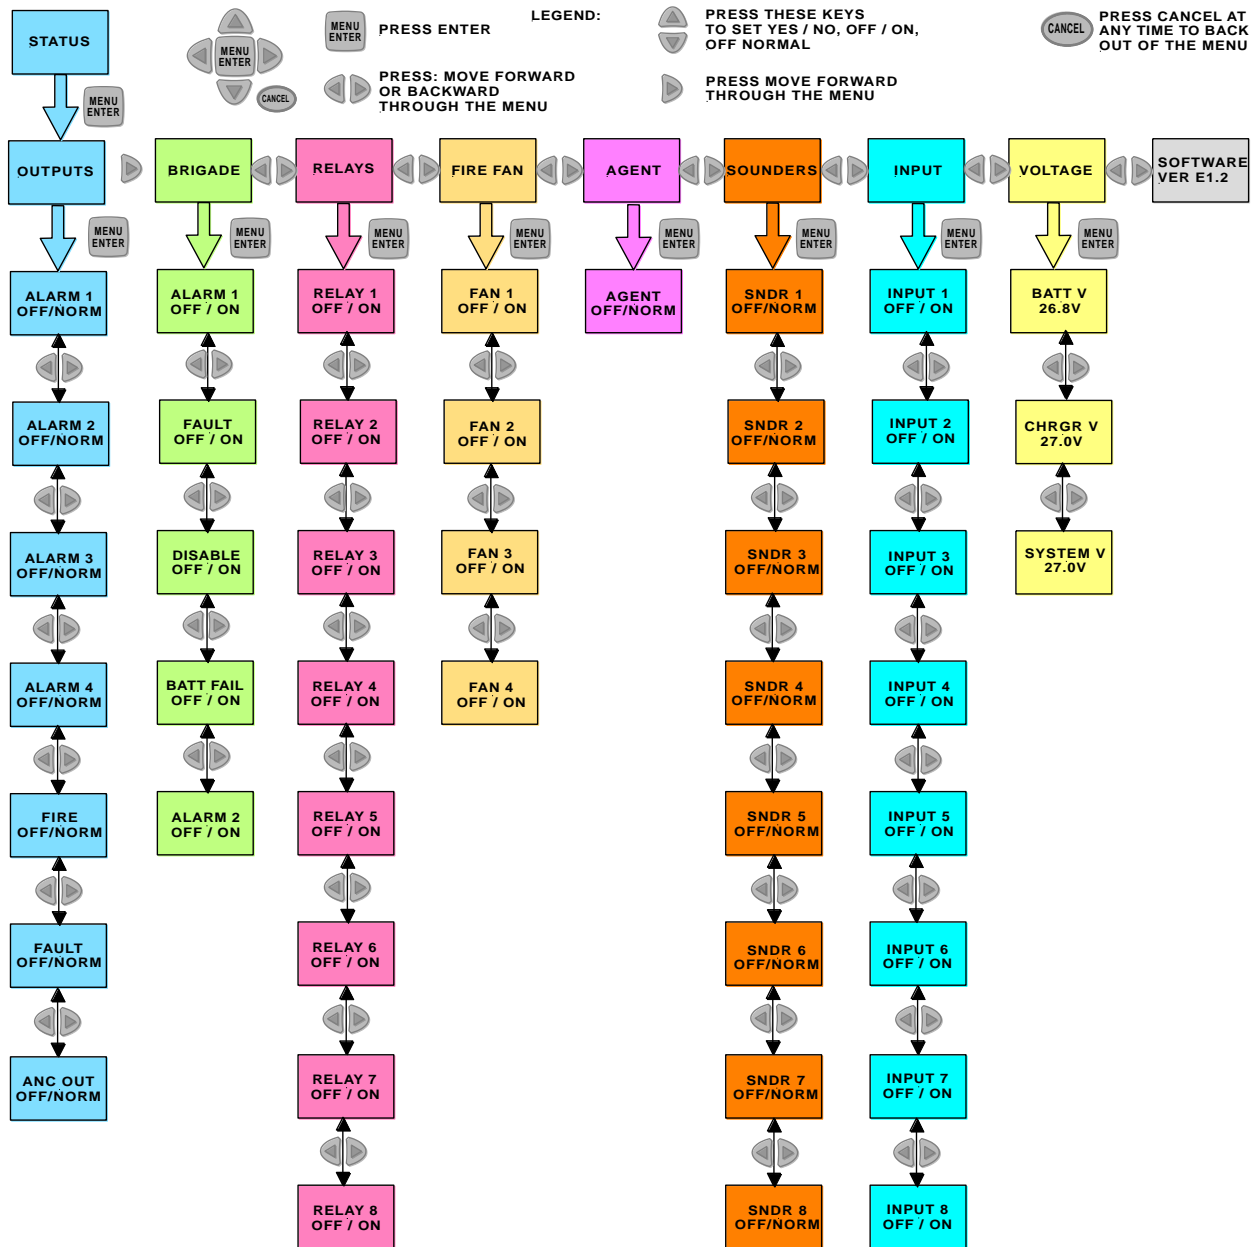 STATUS
MENU
ENTER
MENU
ENTER
CANCEL
MENU
ENTER
PRESS ENTER
PRESS: MOVE FORWARD
OR BACKWARD
THROUGH THE MENU
LEGEND:
PRESS THESE KEYS
TO SET YES / NO, OFF / ON,
OFF NORMAL
PRESS MOVE FORWARD
THROUGH THE MENU
CANCEL
PRESS CANCEL AT
ANY TIME TO BACK
OUT OF THE MENU
OUTPUTS
BRIGADE
RELAYS
FIRE FAN
AGENT
SOUNDERS
INPUT
VOLTAGE
SOFTWARE
VER E1.2
MENU
ENTER
MENU
ENTER
MENU
ENTER
MENU
ENTER
MENU
ENTER
MENU
ENTER
MENU
ENTER
MENU
ENTER
ALARM 1
OFF/NORM
ALARM 2
OFF/NORM
ALARM 3
OFF/NORM
ALARM 4
OFF/NORM
FIRE
OFF/NORM
FAULT
OFF/NORM
ANC OUT
OFF/NORM
ALARM 1
OFF / ON
FAULT
OFF / ON
DISABLE
OFF / ON
BATT FAIL
OFF / ON
ALARM 2
OFF / ON
RELAY 1
OFF / ON
RELAY 2
OFF / ON
RELAY 3
OFF / ON
RELAY 4
OFF / ON
RELAY 5
OFF / ON
RELAY 6
OFF / ON
RELAY 7
OFF / ON
RELAY 8
OFF / ON
FAN 1
OFF / ON
FAN 2
OFF / ON
FAN 3
OFF / ON
FAN 4
OFF / ON
AGENT
OFF/NORM
SNDR 1
OFF/NORM
SNDR 2
OFF/NORM
SNDR 3
OFF/NORM
SNDR 4
OFF/NORM
SNDR 5
OFF/NORM
SNDR 6
OFF/NORM
SNDR 7
OFF/NORM
SNDR 8
OFF/NORM
INPUT 1
OFF / ON
INPUT 2
OFF / ON
INPUT 3
OFF / ON
INPUT 4
OFF / ON
INPUT 5
OFF / ON
INPUT 6
OFF / ON
INPUT 7
OFF / ON
INPUT 8
OFF / ON
BATT V
26.8V
CHRGR V
27.0V
SYSTEM V
27.0V